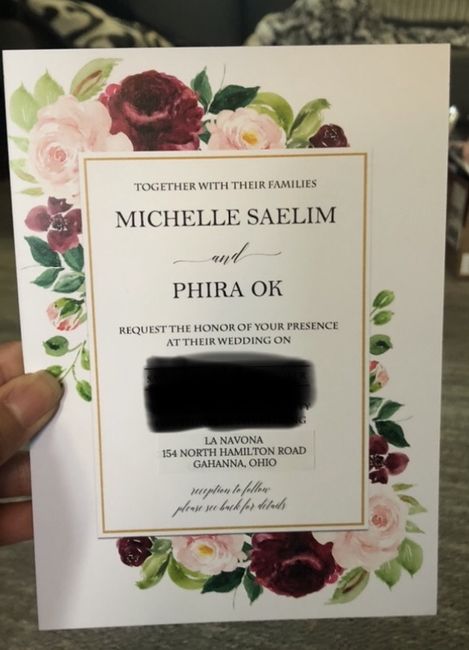 TOGETHER WITH THEIR FAMILIES
MICHELLE SAELIM
and
PHIRA OK
REQUEST THE HONOR OF YOUR PRESENCE
AT THEIR WEDDING ON
LA NAVONA
154 NORTH HAMILTON ROAD
GAHANNA, OHIO
reception to follow
please see back for details